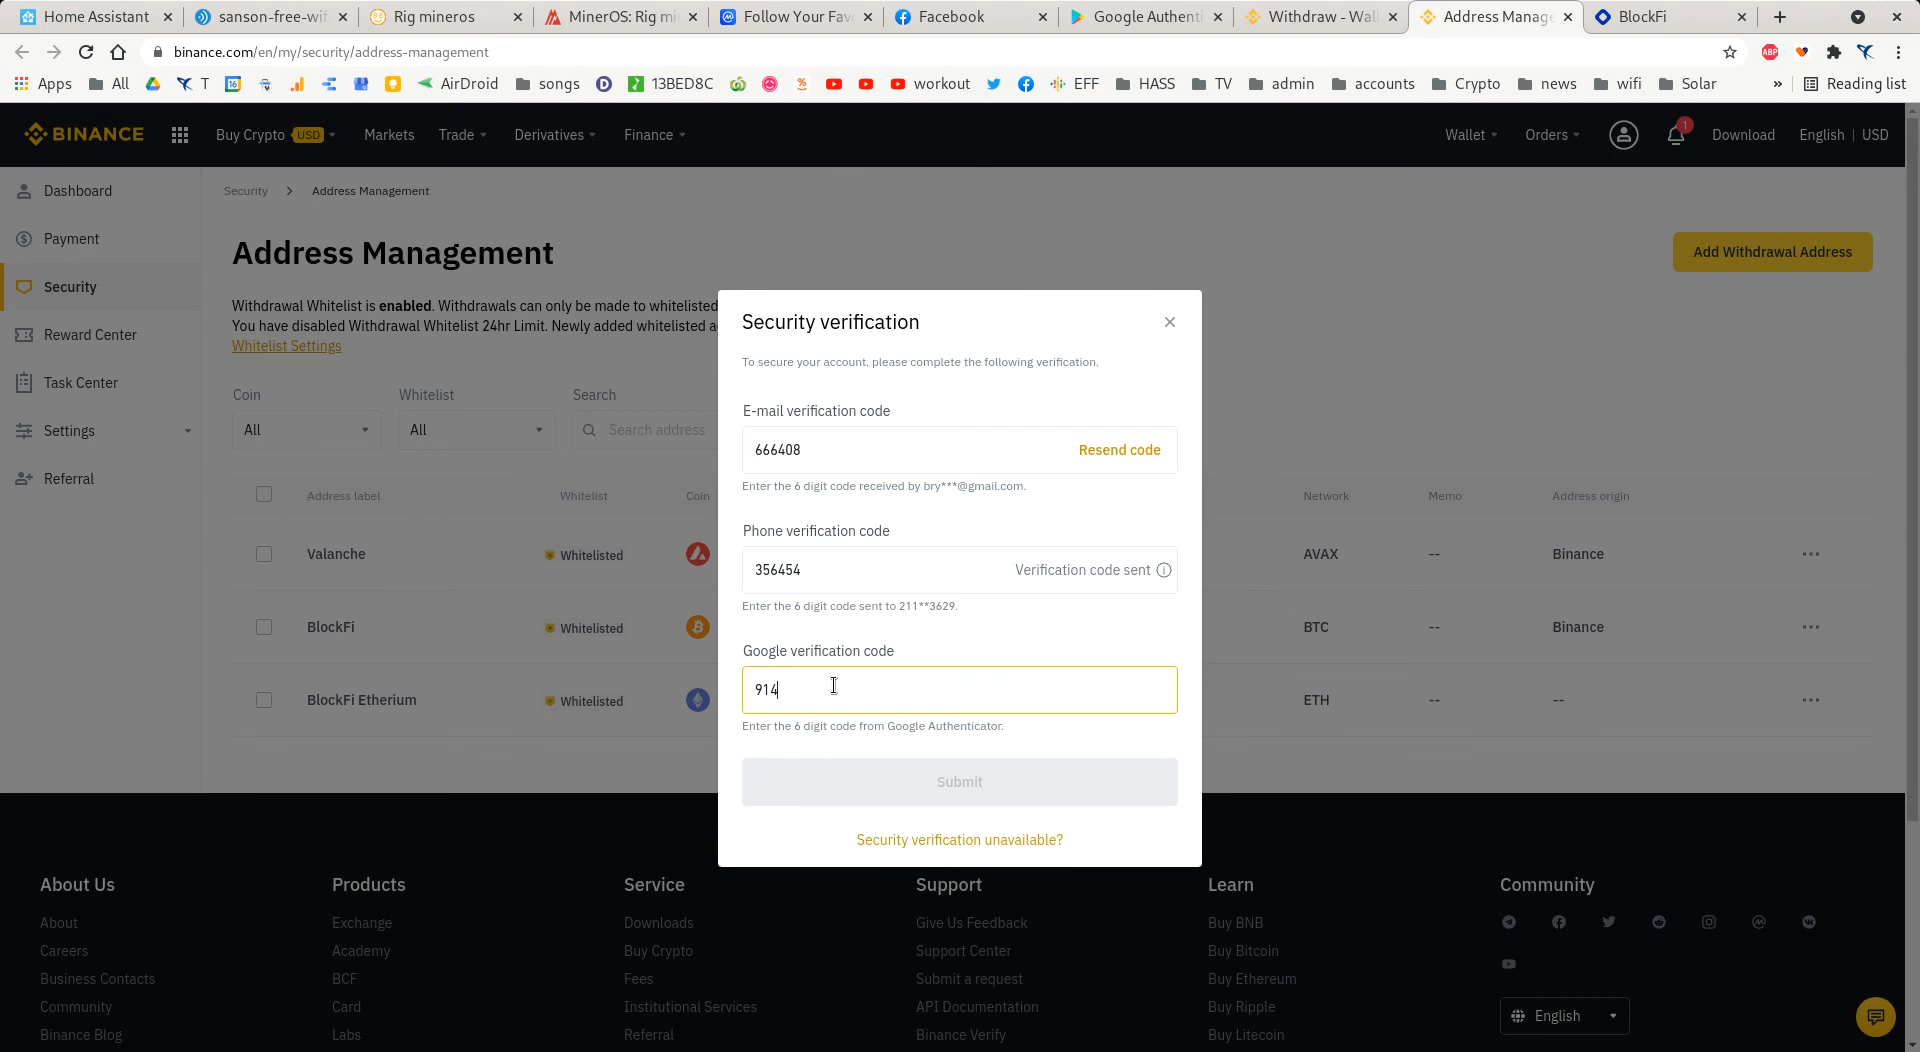 Home Assistant
sanson-free-wif
Rig mineros
MinerOS: Rig mi
Follow Your Fav
Facebook
Google Authenti
Withdraw - Wal
Address Manage
BlockFi
binance.com/en/my/security/address-management
ABP
Apps
All
T
16
AirDroid
songs
D
13BED8C
workout
EFF
HASS
TV
admin
accounts
Crypto
news
wifi
Solar
»
Reading list
BINANCE
Buy Crypto USD
Markets
Trade
Derivatives
Finance
Wallet
Orders
1
Download
English | USD
Dashboard
Payment
Security
Reward Center
Task Center
Settings
Referral
Security > Address Management
Address Management
Add Withdrawal Address
Withdrawal Whitelist is enabled. Withdrawals can only be made to whitelisted
You have disabled Withdrawal Whitelist 24hr Limit. Newly added whitelisted a
Whitelist Settings
Coin
Whitelist
Search
All
All
Search address
Address label
Whitelist
Coin
Network
Memo
Address origin
Valanche
Whitelisted
AVAX
--
Binance
BlockFi
Whitelisted
BTC
--
Binance
BlockFi Etherium
Whitelisted
ETH
--
--
Security verification
To secure your account, please complete the following verification.
E-mail verification code
666408
Resend code
Enter the 6 digit code received by bry***@gmail.com.
Phone verification code
356454
Verification code sent
Enter the 6 digit code sent to 211**3629.
Google verification code
914
Enter the 6 digit code from Google Authenticator.
Submit
Security verification unavailable?
About Us
Products
Service
Support
Learn
Community
About
Exchange
Downloads
Give Us Feedback
Buy BNB
Careers
Academy
Buy Crypto
Support Center
Buy Bitcoin
Business Contacts
BCF
Fees
Submit a request
Buy Ethereum
Community
Card
Institutional Services
API Documentation
Buy Ripple
English
Binance Blog
Labs
Referral
Binance Verify
Buy Litecoin